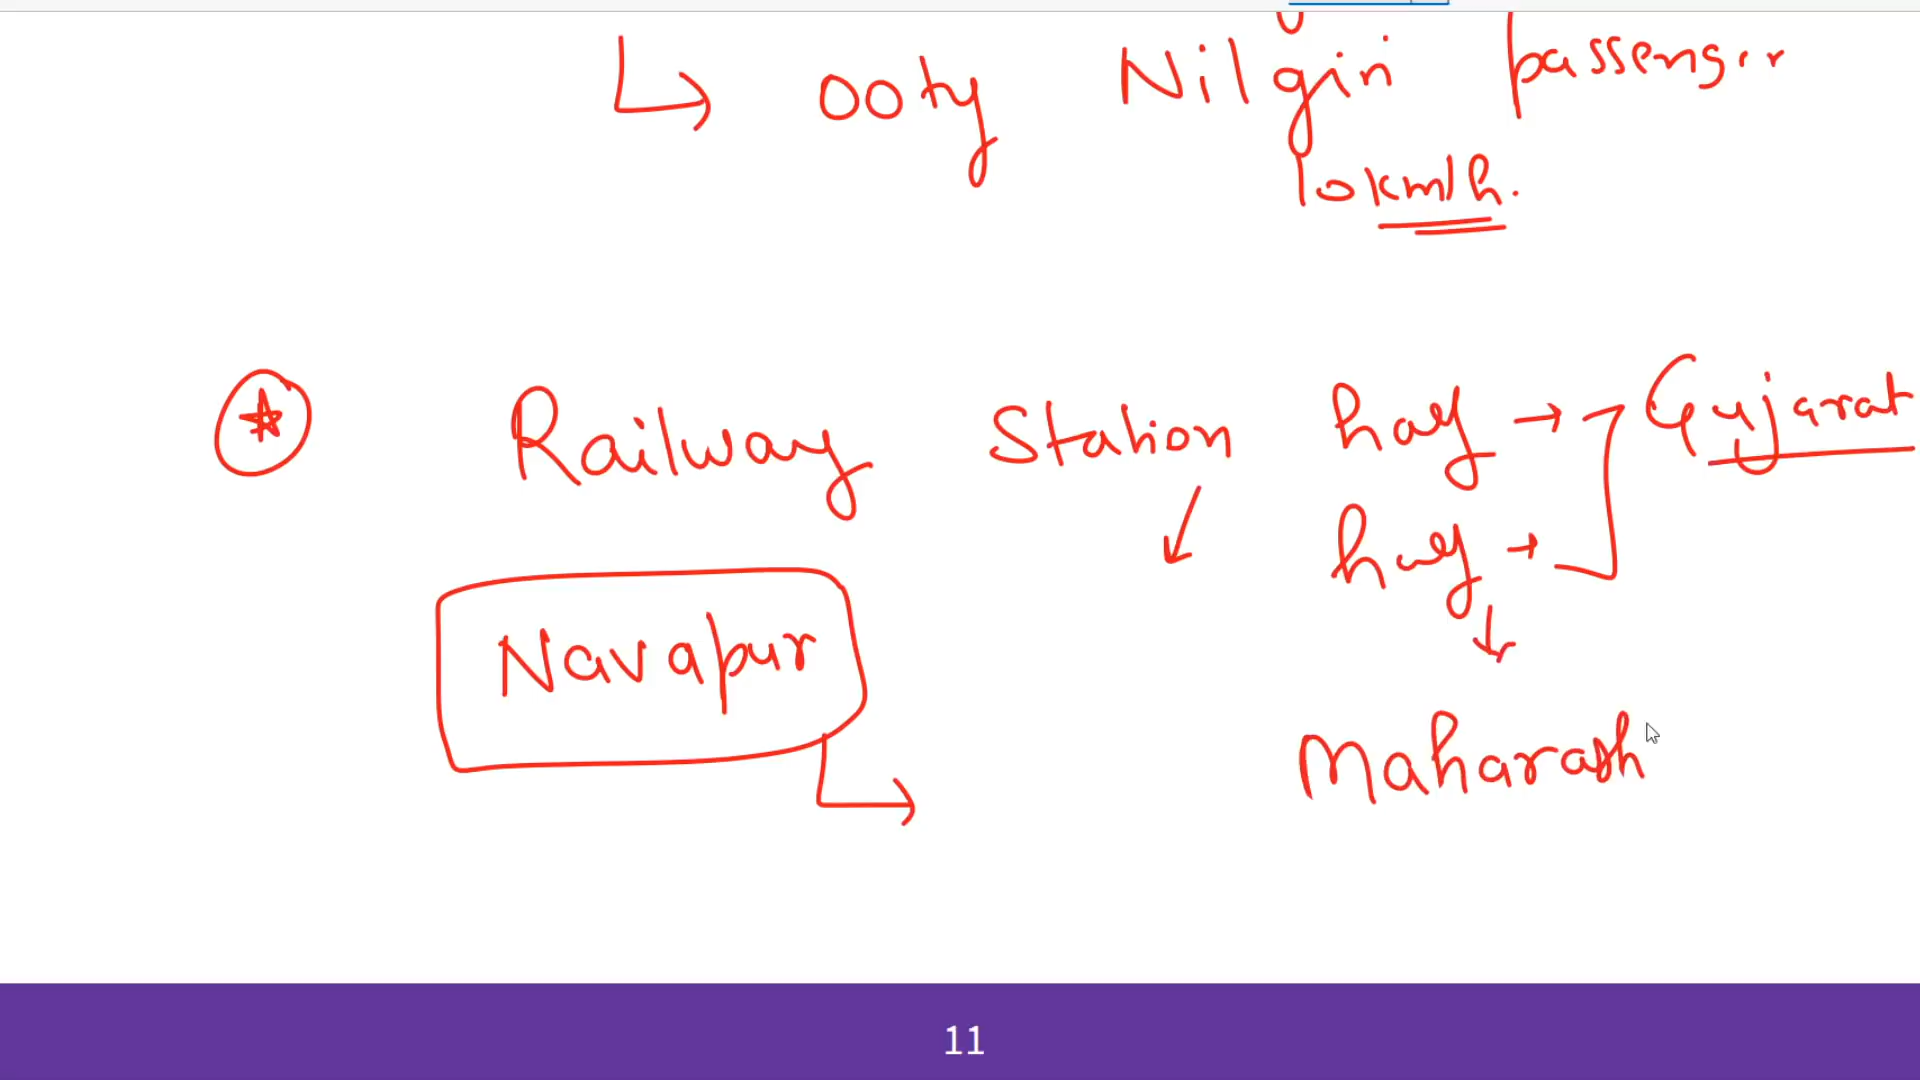 ↳ ooty Nilgiri passenger
10km/h.
Railway Station half → Gujarat
half →
Navapur
Maharash
11